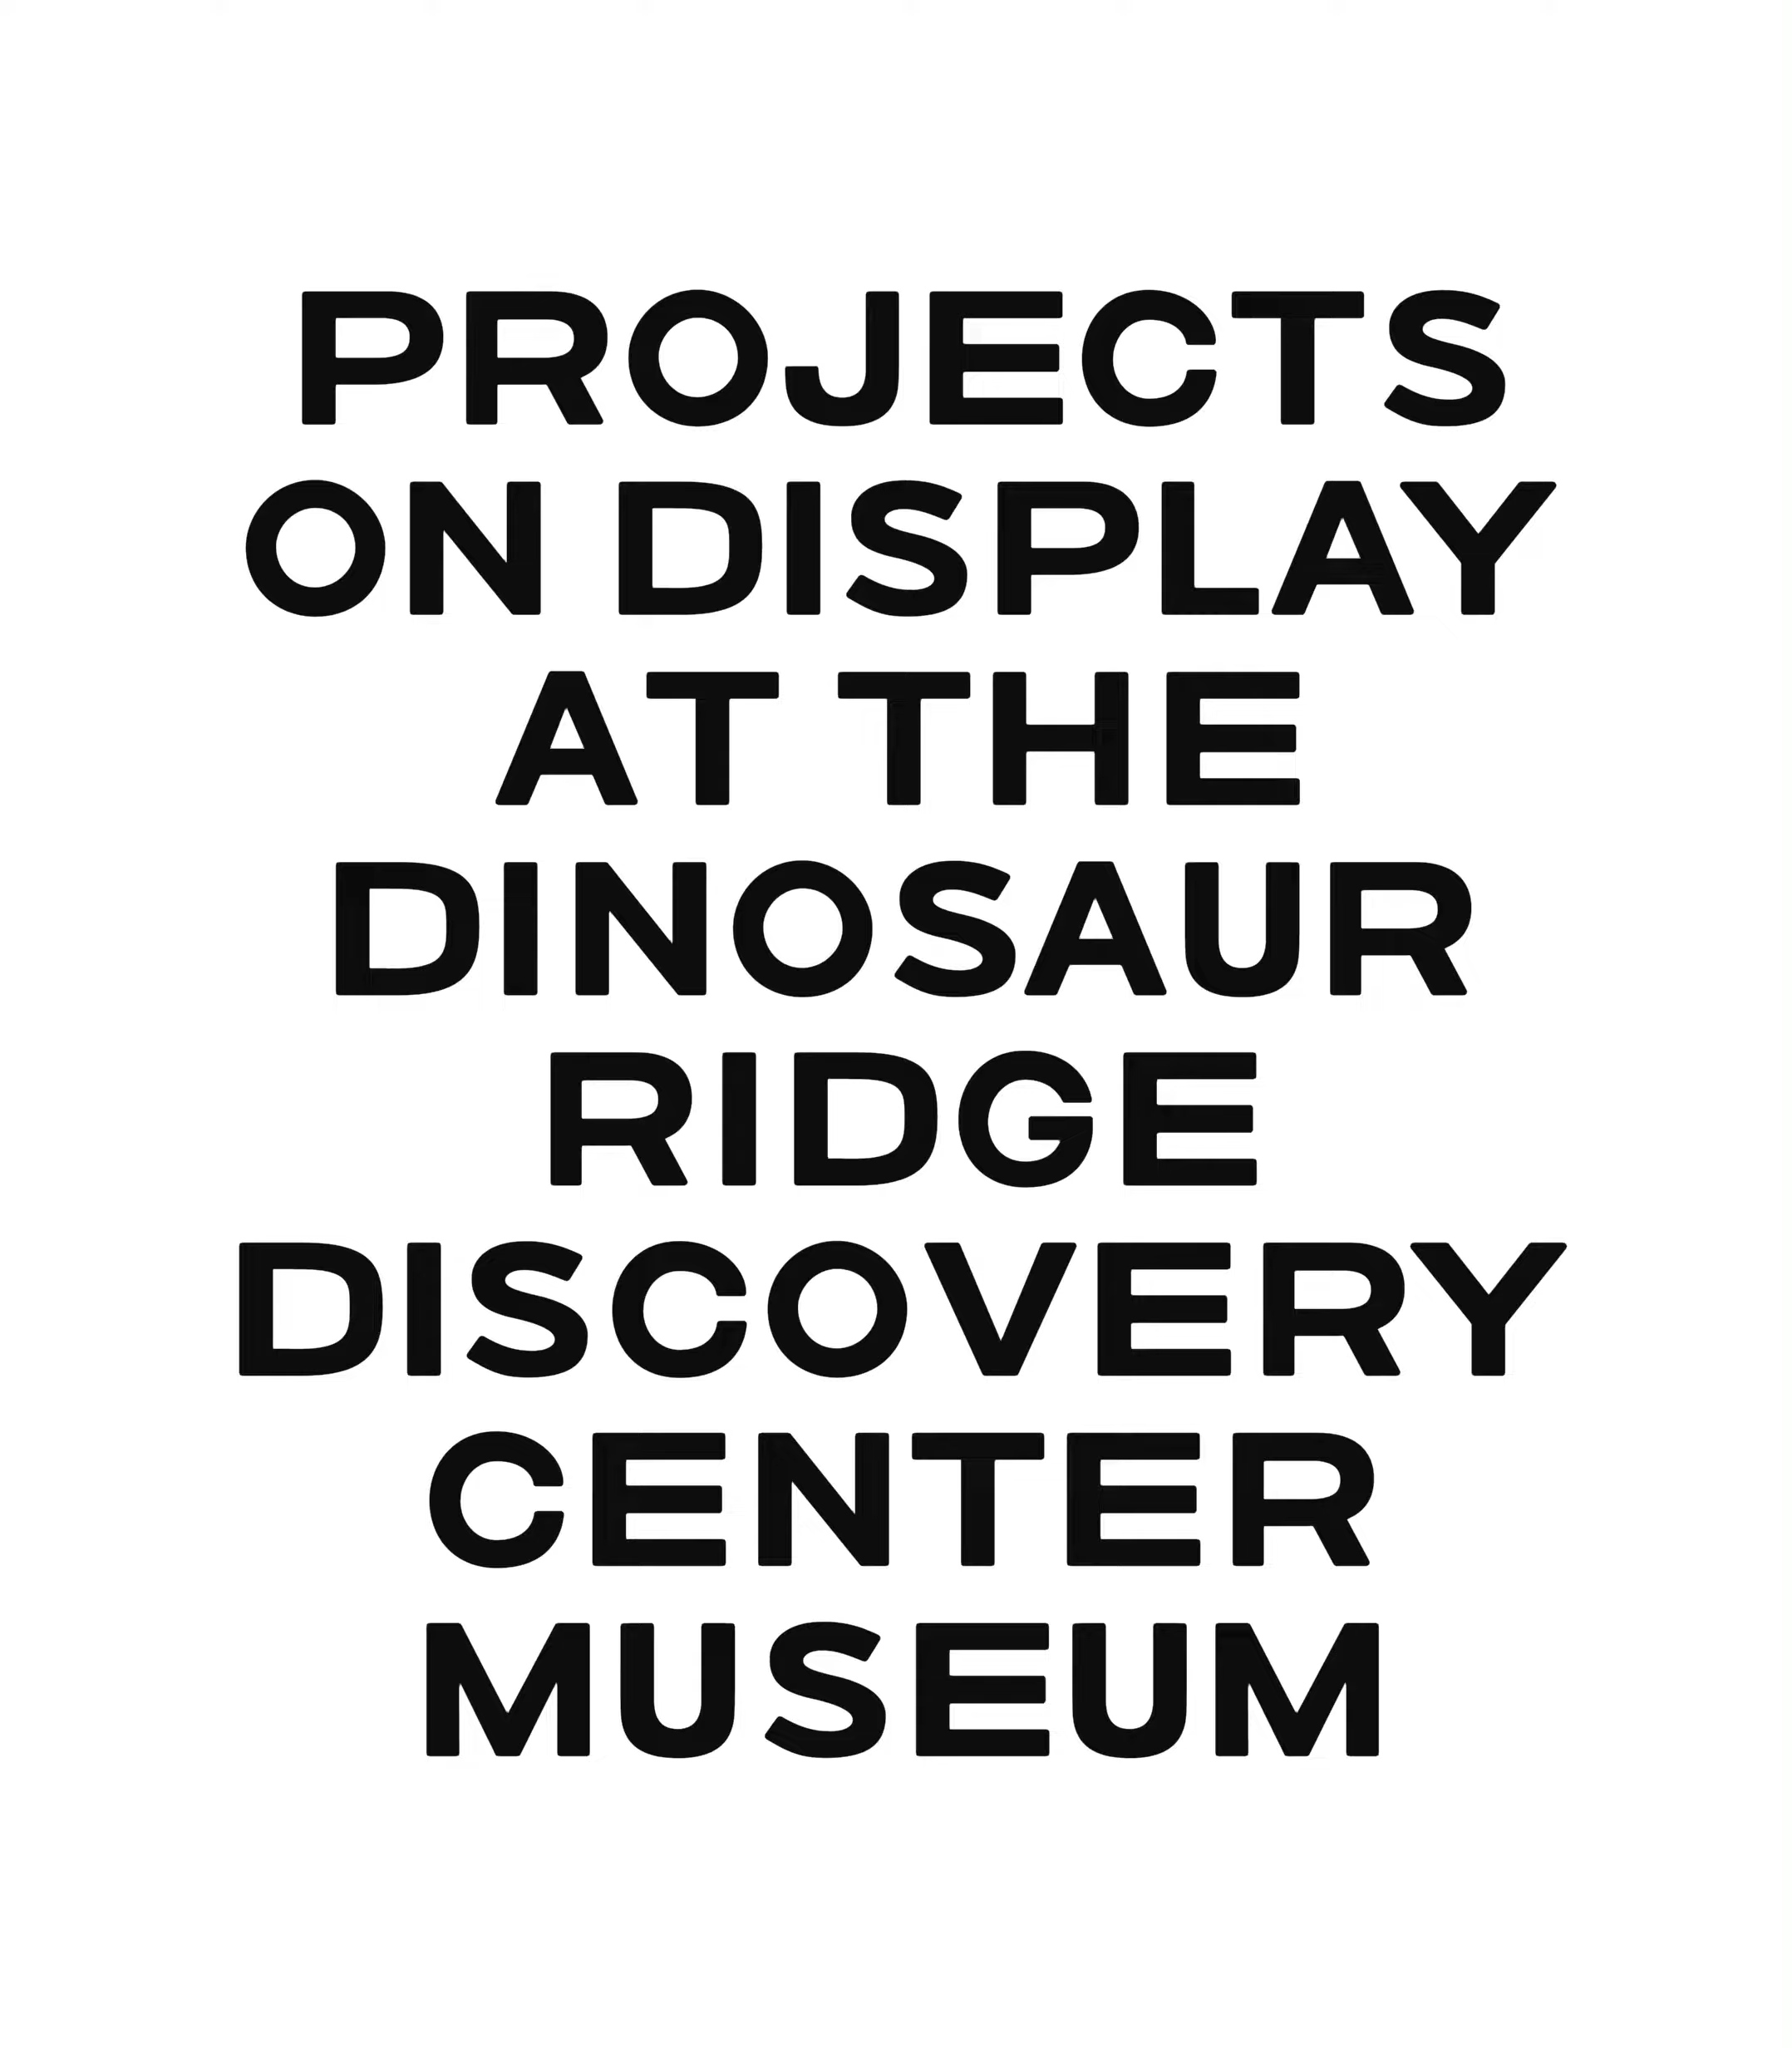 PROJECTS
ON DISPLAY
AT THE
DINOSAUR
RIDGE
DISCOVERY
CENTER
MUSEUM